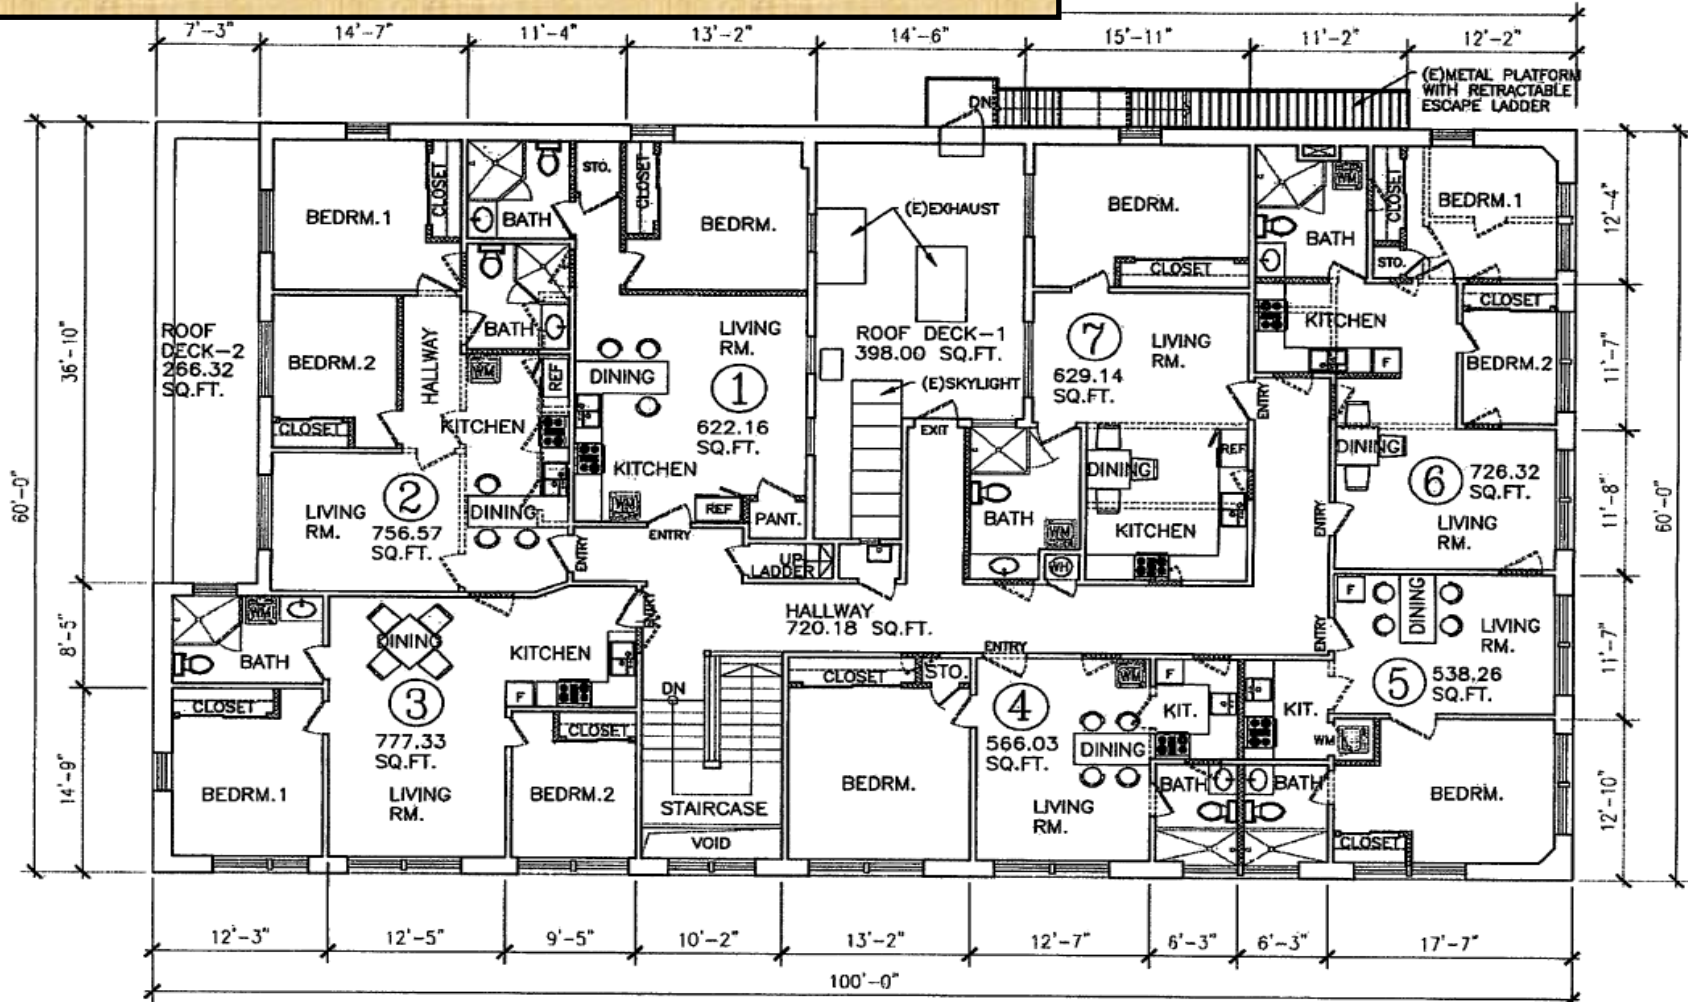 7'-3" 14'-7" 11'-4" 13'-2" 14'-6" 15'-11" 11'-2" 12'-2"
(E)METAL PLATFORM
WITH RETRACTABLE
ESCAPE LADDER
DN
36'-10"
8'-5"
14'-9"
60'-0"
ROOF
DECK-2
266.32
SQ.FT.
BEDRM.1
CLOSET
BATH
STO.
CLOSET
BEDRM.
BATH
BEDRM.2
CLOSET
HALLWAY
WM
REF
KITCHEN
LIVING
RM.
2
756.57
SQ.FT.
DINING
ENTRY
LIVING
RM.
DINING
1
622.16
SQ.FT.
KITCHEN
WM
REF
PANT.
ENTRY
UP
LADDER
(E)EXHAUST
ROOF DECK-1
398.00 SQ.FT.
(E)SKYLIGHT
EXIT
BEDRM.
CLOSET
7
629.14
SQ.FT.
LIVING
RM.
ENTRY
DINING
REF
KITCHEN
BATH
WM
WH
WM
BATH
CLOSET
STO.
BEDRM.1
KITCHEN
F
CLOSET
BEDRM.2
DINING
6
726.32
SQ.FT.
LIVING
RM.
ENTRY
HALLWAY
720.18 SQ.FT.
WM
BATH
CLOSET
BEDRM.1
DINING
KITCHEN
F
ENTRY
3
777.33
SQ.FT.
LIVING
RM.
CLOSET
BEDRM.2
DN
STAIRCASE
VOID
CLOSET
STO.
BEDRM.
ENTRY
WM
4
566.03
SQ.FT.
DINING
LIVING
RM.
F
KIT.
BATH
KIT.
BATH
ENTRY
F
DINING
LIVING
RM.
5
538.26
SQ.FT.
WM
BEDRM.
CLOSET
12'-4"
11'-7"
11'-8"
11'-7"
12'-10"
60'-0"
12'-3" 12'-5" 9'-5" 10'-2" 13'-2" 12'-7" 6'-3" 6'-3" 17'-7"
100'-0"